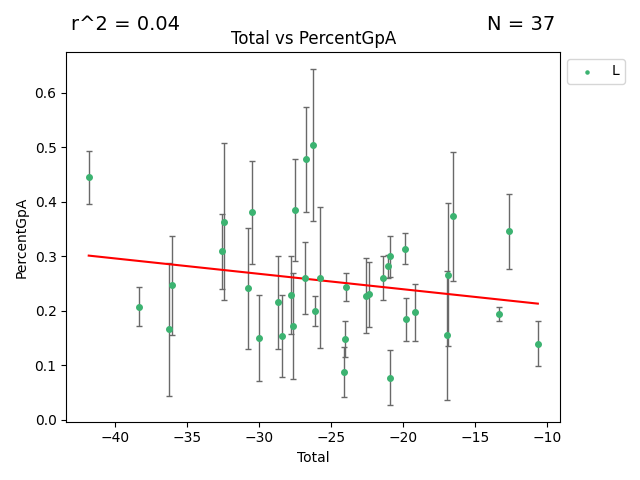 r^2 = 0.04
N = 37
Total vs PercentGpA
L
PercentGpA
0.6
0.5
0.4
0.3
0.2
0.1
0.0
−40
−35
−30
−25
−20
−15
−10
Total